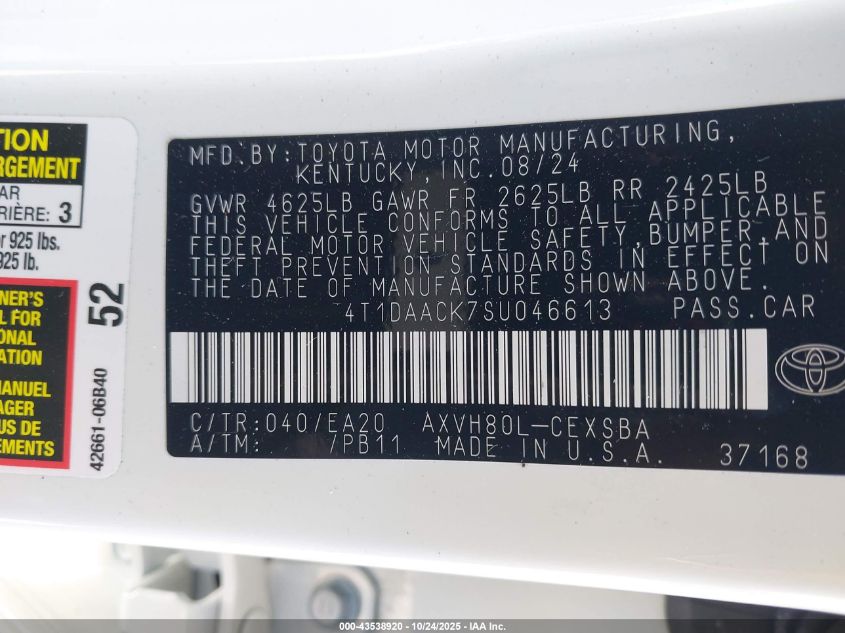 TION
ARGEMENT
AR
RIÈRE: 3
r 925 lbs.
925 lb.
NER'S
L FOR
ONAL
ATION
MANUEL
AGER
US DE
EMENTS
52
42661-06B40
MFD.BY:TOYOTA MOTOR MANUFACTURING,
KENTUCKY, INC.08/24
GVWR 4625LB GAWR FR 2625LB RR 2425LB
THIS VEHICLE CONFORMS TO ALL APPLICABLE
FEDERAL MOTOR VEHICLE SAFETY,BUMPER,AND
THEFT PREVENTION STANDARDS IN EFFECT ON
THE DATE OF MANUFACTURE SHOWN ABOVE.
4T1DAACK7SU046613 PASS.CAR
C/TR:040/EA20 AXVH80L-CEXSBA
A/TM: /PB11 MADE IN U.S.A. 37168
000-43538920 - 10/24/2025 - IAA Inc.